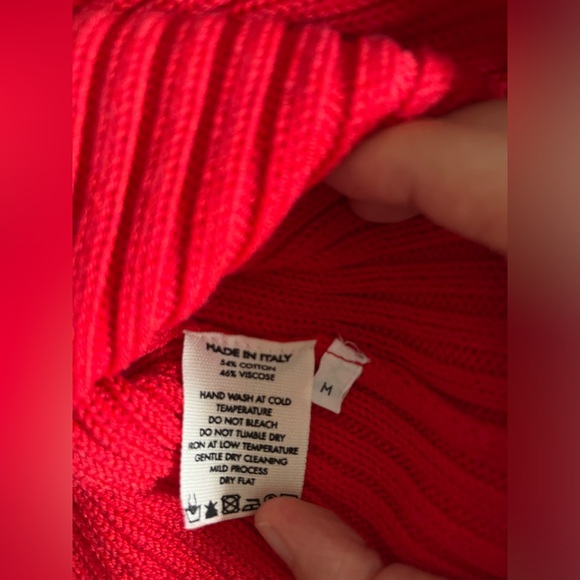 MADE IN ITALY
54% COTTON
46% VISCOSE
HAND WASH AT COLD
TEMPERATURE
DO NOT BLEACH
DO NOT TUMBLE DRY
IRON AT LOW TEMPERATURE
GENTLE DRY CLEANING
MILD PROCESS
DRY FLAT
M